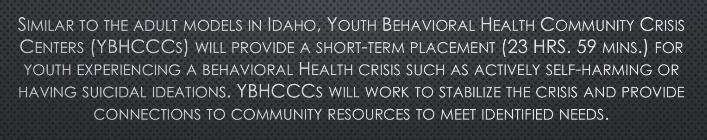 Similar to the adult models in Idaho, Youth Behavioral Health Community Crisis
Centers (YBHCCCs) will provide a short-term placement (23 hrs. 59 mins.) for
youth experiencing a behavioral Health crisis such as actively self-harming or
having suicidal ideations. YBHCCCs will work to stabilize the crisis and provide
connections to community resources to meet identified needs.